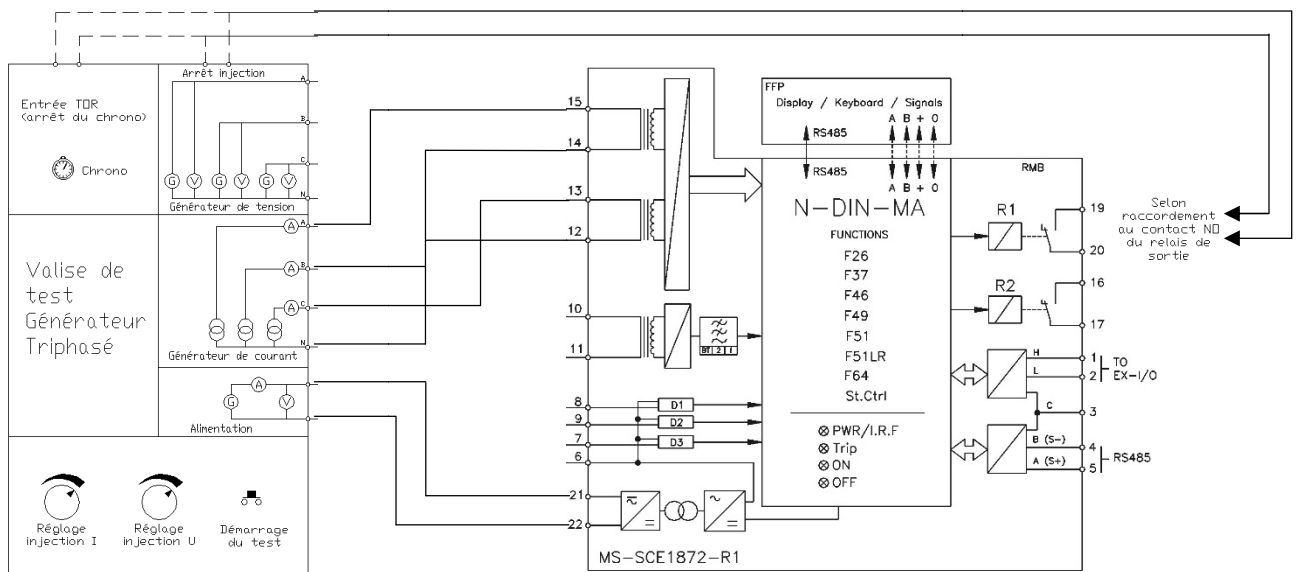 Arrêt injection
Entrée TOR
(arrêt du chrono)
Chrono
A
B
C
N
G
V
G
V
G
V
Générateur de tension
Valise de
test
Générateur
Triphasé
A
B
C
N
A
A
A
Générateur de courant
A
G
V
Alimentation
Réglage
injection I
Réglage
injection U
Démarrage
du test
15
14
13
12
10
11
8
9
7
6
21
22
BT 2 I
D1
D2
D3
FFP
Display / Keyboard / Signals
RS485
A B + 0
RS485
A B + 0
RMB
N-DIN-MA
FUNCTIONS
F26
F37
F46
F49
F51
F51LR
F64
St.Ctrl
PWR/I.R.F
Trip
ON
OFF
R1
19
20
R2
16
17
H
1
L
2
TO
EX-I/O
C
3
B (S-)
4
A (S+)
5
RS485
Selon
raccordement
au contact NO
du relais de
sortie
MS-SCE1872-R1